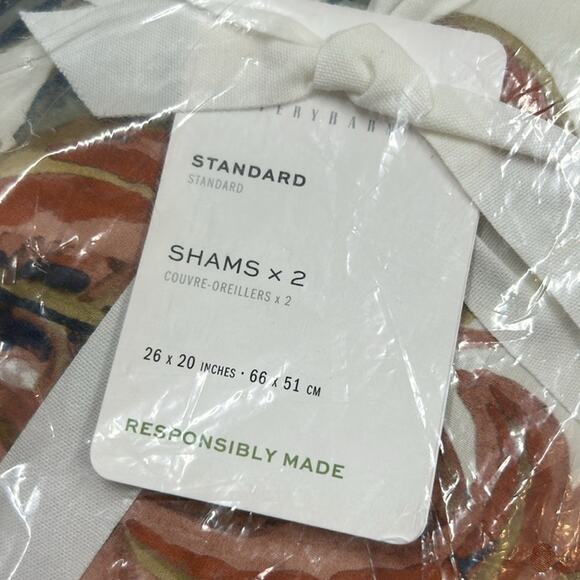 STANDARD
STANDARD
SHAMS x 2
COUVRE-OREILLERS x 2
26 x 20 INCHES · 66 x 51 CM
RESPONSIBLY MADE